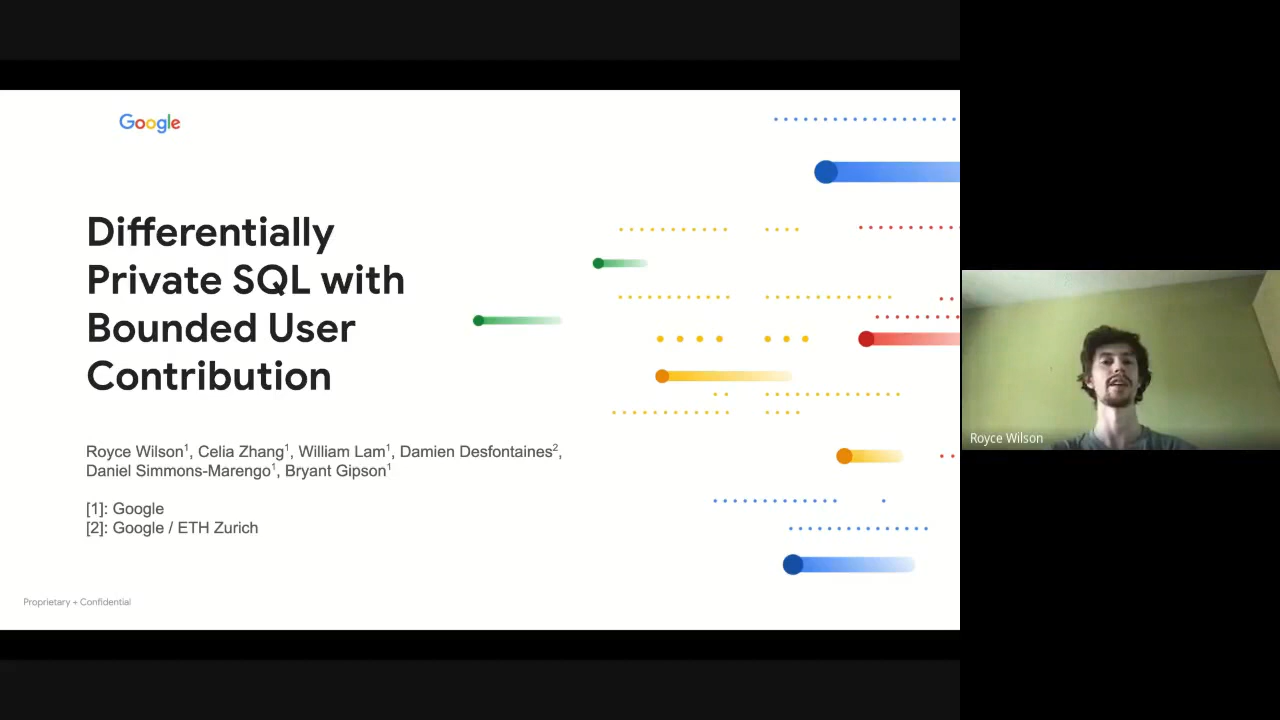 Google
Differentially
Private SQL with
Bounded User
Contribution
Royce Wilson¹, Celia Zhang¹, William Lam¹, Damien Desfontaines²,
Daniel Simmons-Marengo¹, Bryant Gipson¹
[1]: Google
[2]: Google / ETH Zurich
Proprietary + Confidential
Royce Wilson